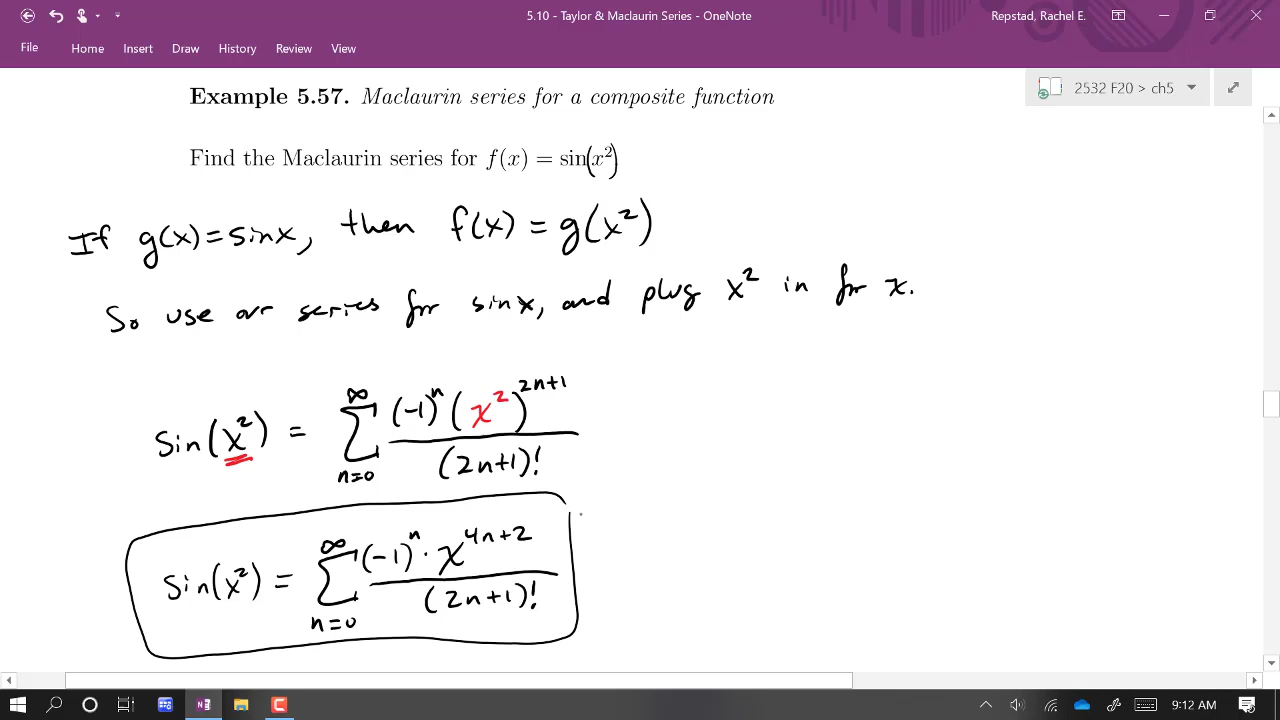 5.10 - Taylor & Maclaurin Series - OneNote
Repstad, Rachel E.
File Home Insert Draw History Review View
2532 F20 > ch5
Example 5.57. Maclaurin series for a composite function
Find the Maclaurin series for f(x) = sin(x²)
If g(x)=sinx, then f(x) = g(x²)
So use our series for sinx, and plug x² in for x.
Sin(x²) = ∑_{n=0}^{∞} (-1)^n (x²)^{2n+1} / (2n+1)!
Sin(x²) = ∑_{n=0}^{∞} (-1)^n · x^{4n+2} / (2n+1)!
9:12 AM